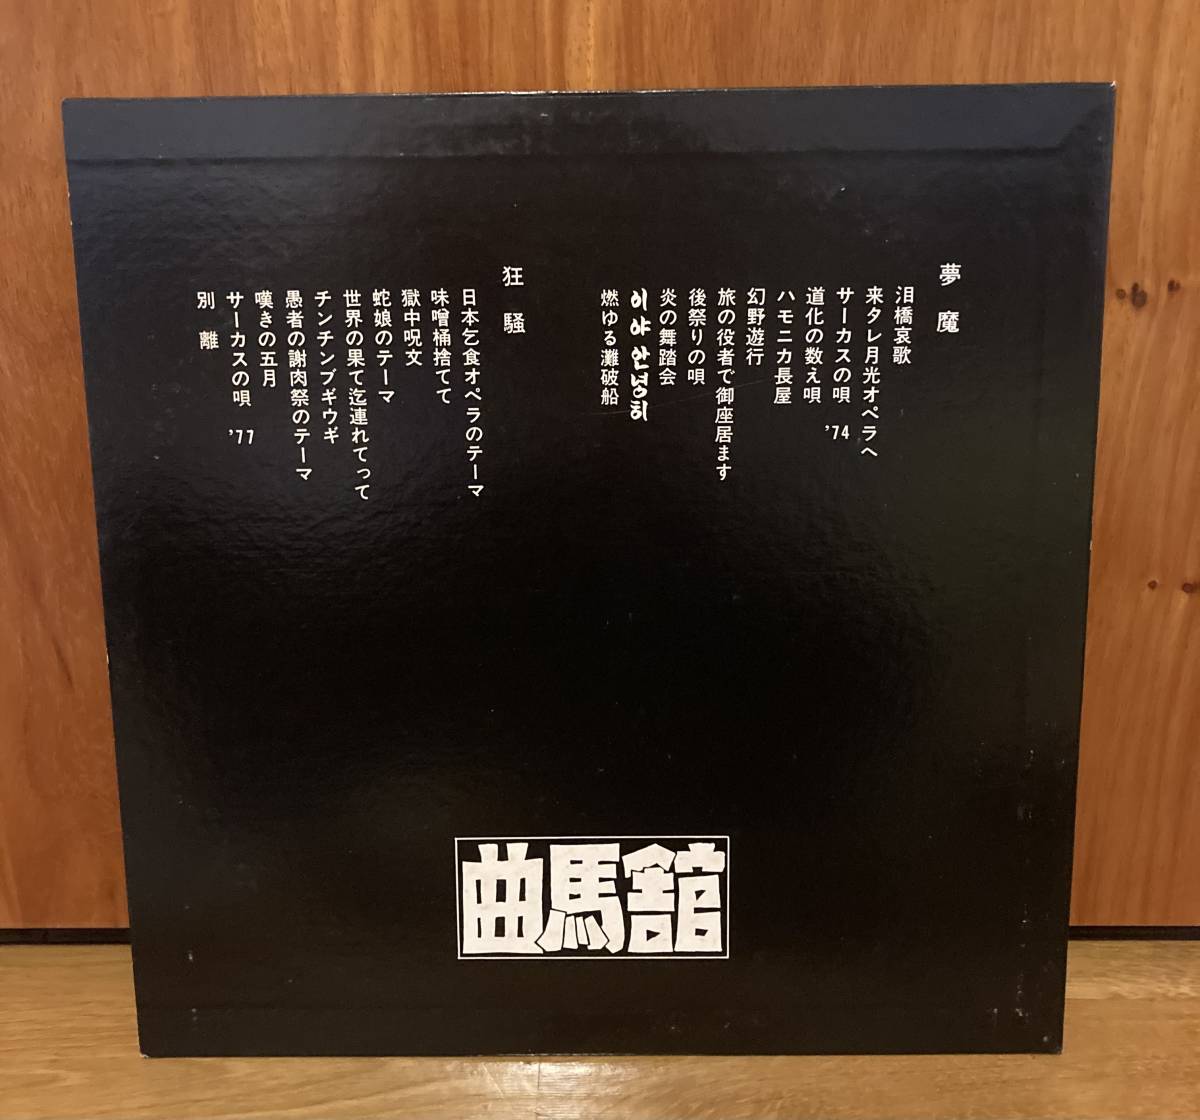 夢魔
泪橋哀歌
来タレ月光オペラへ
サーカスの唄 '74
道化の数え唄
ハモニカ長屋
幻野遊行
旅の役者で御座居ます
後祭りの唄
炎の舞踏会
이야 안녕히
燃ゆる灘破船
狂騒
日本乞食オペラのテーマ
味噌桶捨てて
獄中呪文
蛇娘のテーマ
世界の果て迄連れてって
チンチンブギウギ
愚者の謝肉祭のテーマ
嘆きの五月
サーカスの唄 '77
別離
曲馬舘